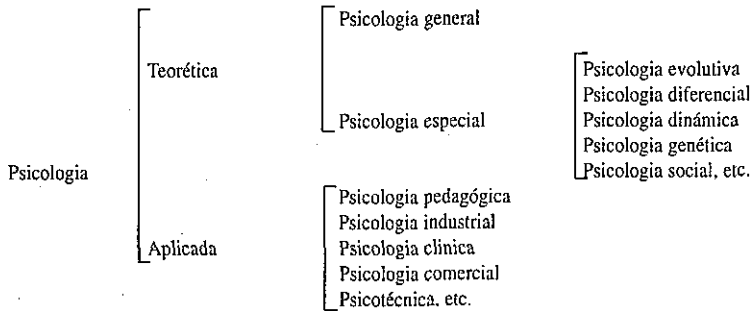 Psicologia general
Teorética
Psicologia evolutiva
Psicologia diferencial
Psicologia especial
Psicologia dinámica
Psicologia genética
Psicologia
Psicologia social, etc.
Psicologia pedagógica
Psicologia industrial
Aplicada
Psicologia clinica
Psicologia comercial
Psicotécnica, etc.